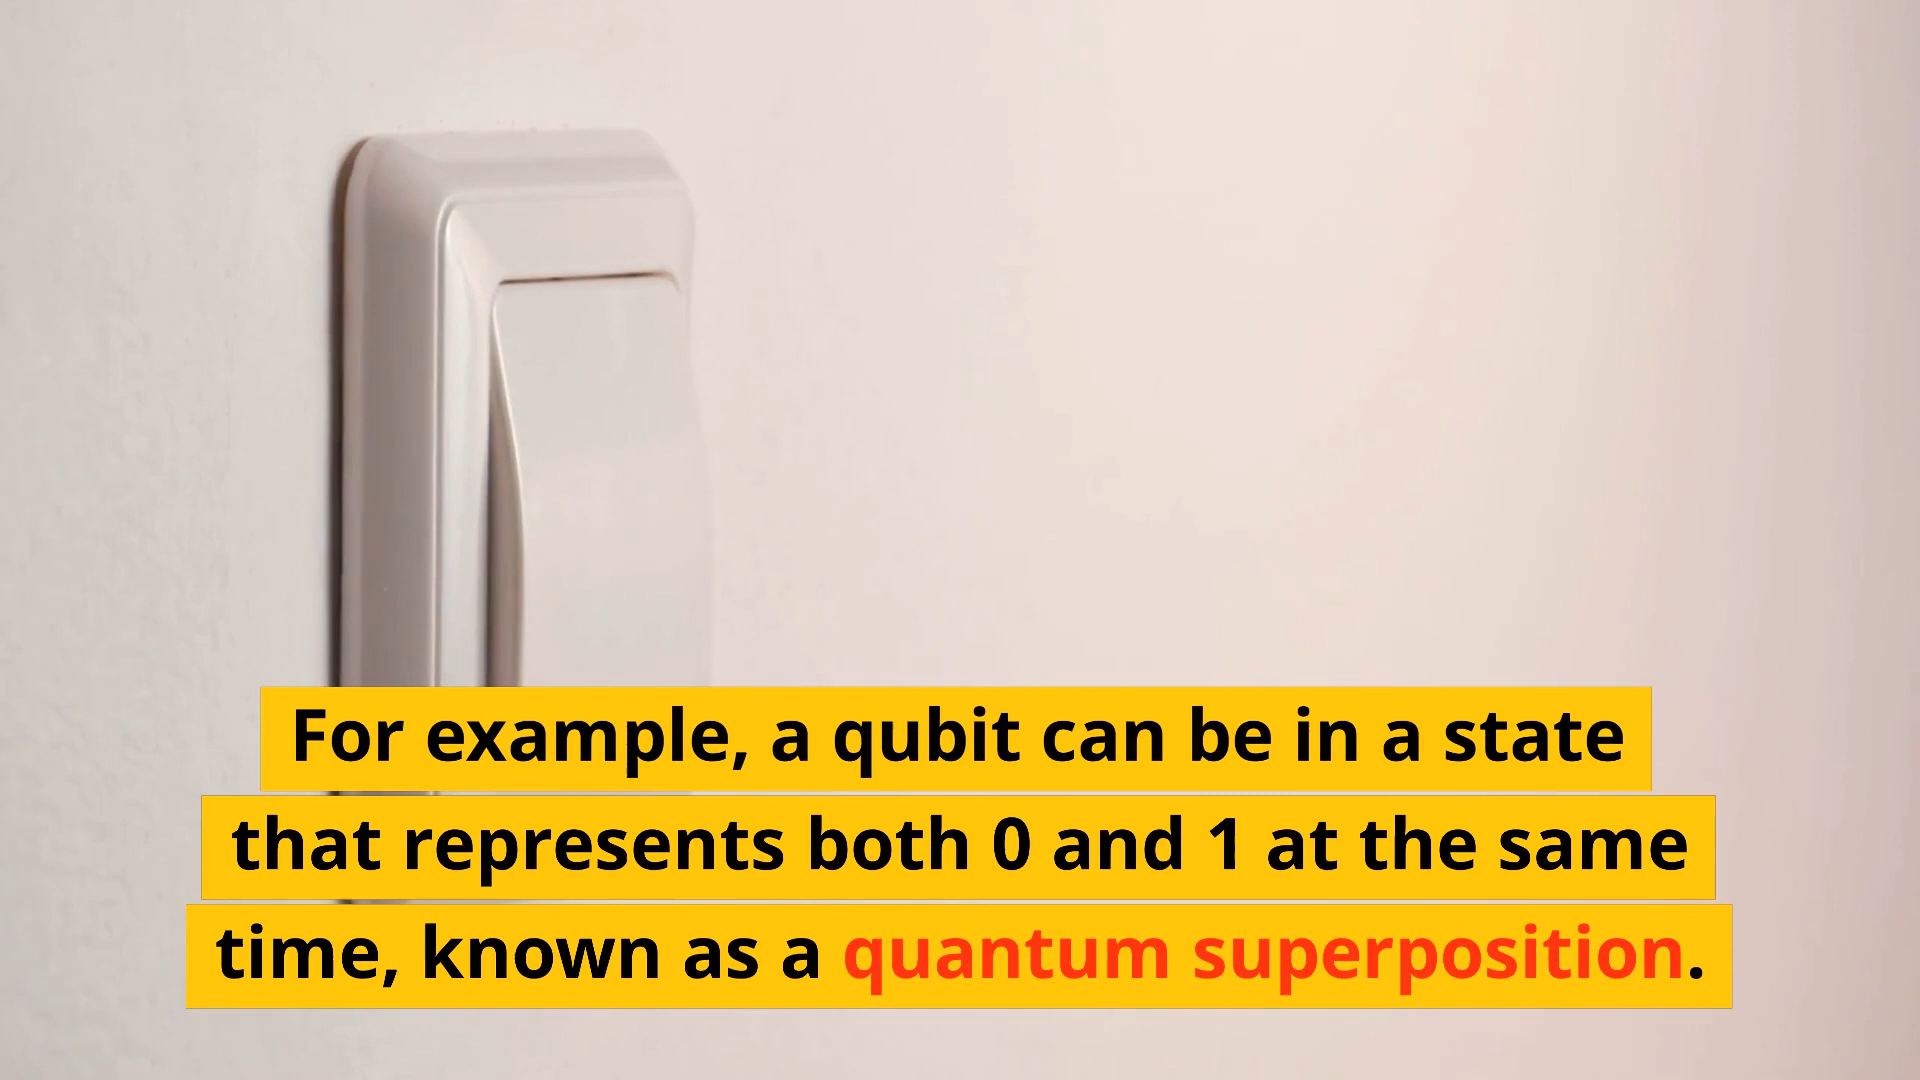 For example, a qubit can be in a state
that represents both 0 and 1 at the same
time, known as a quantum superposition.